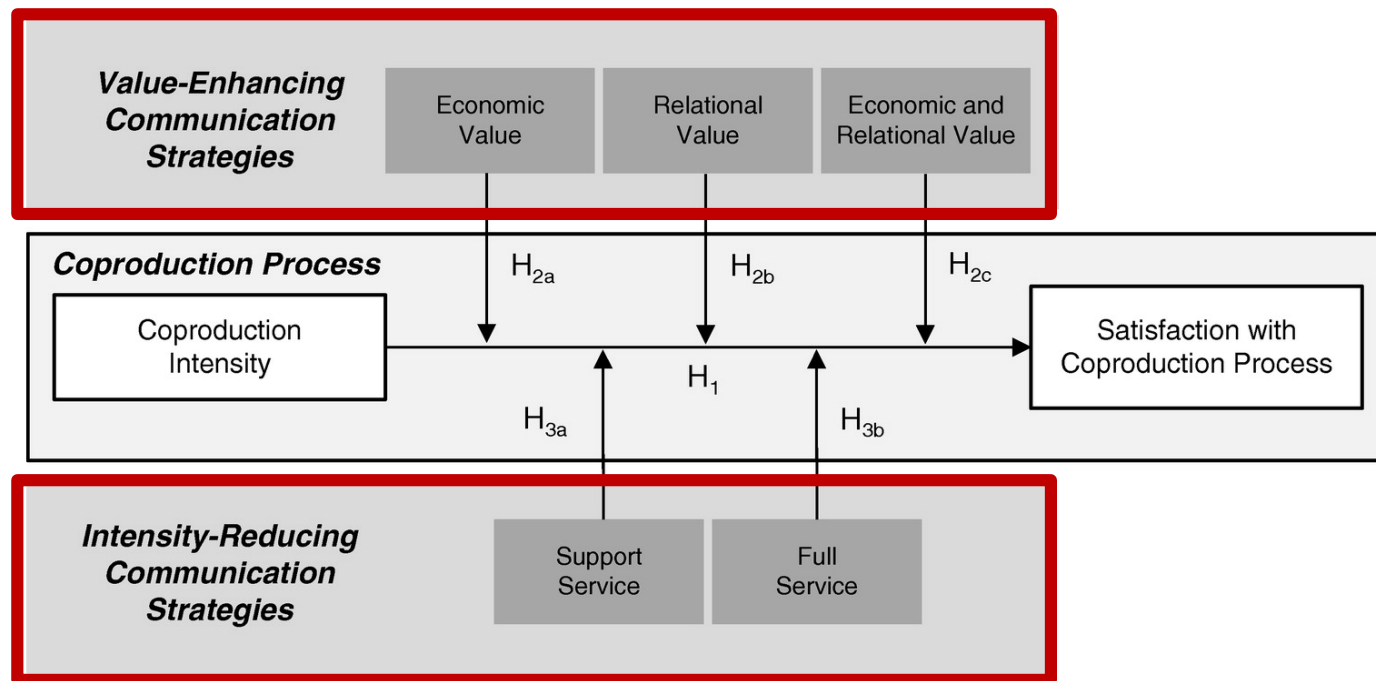 Value-Enhancing
Communication
Strategies
Economic
Value
Relational
Value
Economic and
Relational Value
Coproduction Process
H2a
H2b
H2c
Coproduction
Intensity
Satisfaction with
Coproduction Process
H1
H3a
H3b
Intensity-Reducing
Communication
Strategies
Support
Service
Full
Service